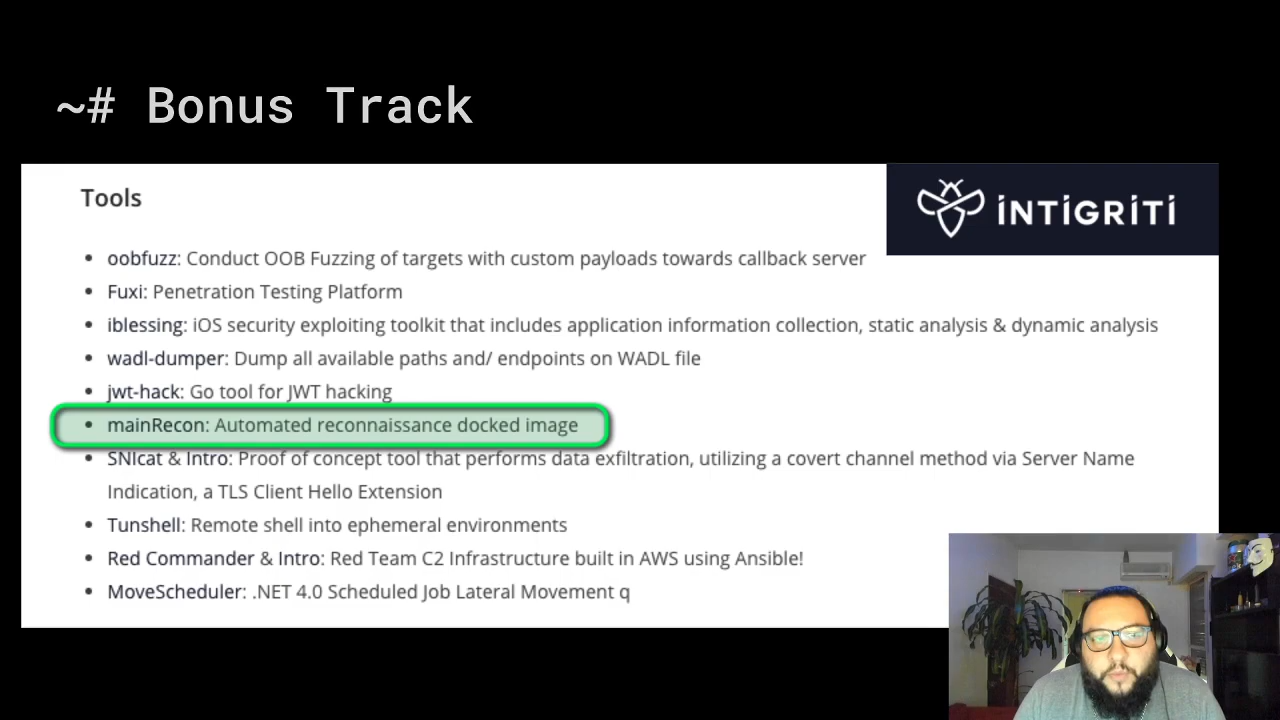 ~# Bonus Track
Tools
INTIGRITI
oobfuzz: Conduct OOB Fuzzing of targets with custom payloads towards callback server
Fuxi: Penetration Testing Platform
iblessing: iOS security exploiting toolkit that includes application information collection, static analysis & dynamic analysis
wadl-dumper: Dump all available paths and/ endpoints on WADL file
jwt-hack: Go tool for JWT hacking
mainRecon: Automated reconnaissance docked image
SNIcat & Intro: Proof of concept tool that performs data exfiltration, utilizing a covert channel method via Server Name
Indication, a TLS Client Hello Extension
Tunshell: Remote shell into ephemeral environments
Red Commander & Intro: Red Team C2 Infrastructure built in AWS using Ansible!
MoveScheduler: .NET 4.0 Scheduled Job Lateral Movement q